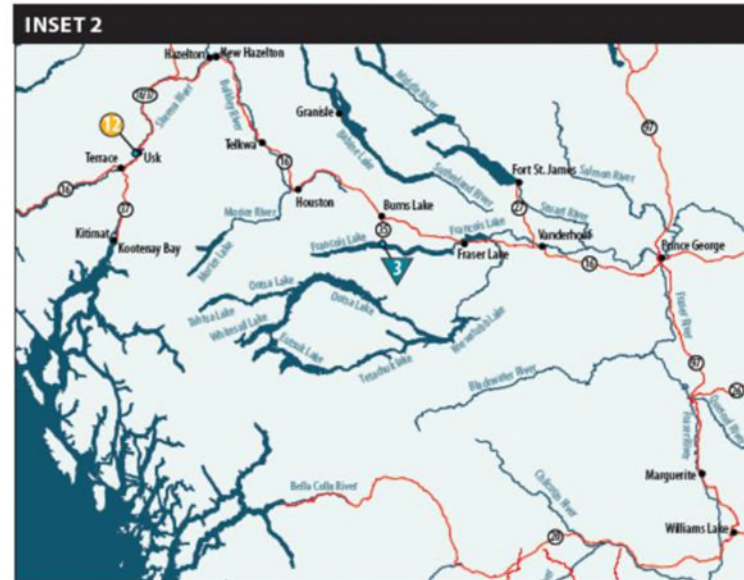 INSET 2
Hazelton
New Hazelton
Skeena River
Bulkley River
12
Usk
Terrace
16
37
Kitimat
Kootenay Bay
Telkwa
16
Granisle
Babine Lake
Middle River
Sutherland River
Fort St. James
Salmon River
97
Stuart River
27
Houston
Morice River
Morice Lake
Burns Lake
35
Francois Lake
Francois Lake
3
Fraser Lake
Vanderhoof
16
Prince George
Ootsa Lake
Ootsa Lake
Tahtsa Lake
Whitesail Lake
Eutsuk Lake
Tetachuck lake
Fraser River
97
26
Blackwater River
Fraser River
Marguerite
Williams Lake
Bella Coola River
Chilcotin River
20